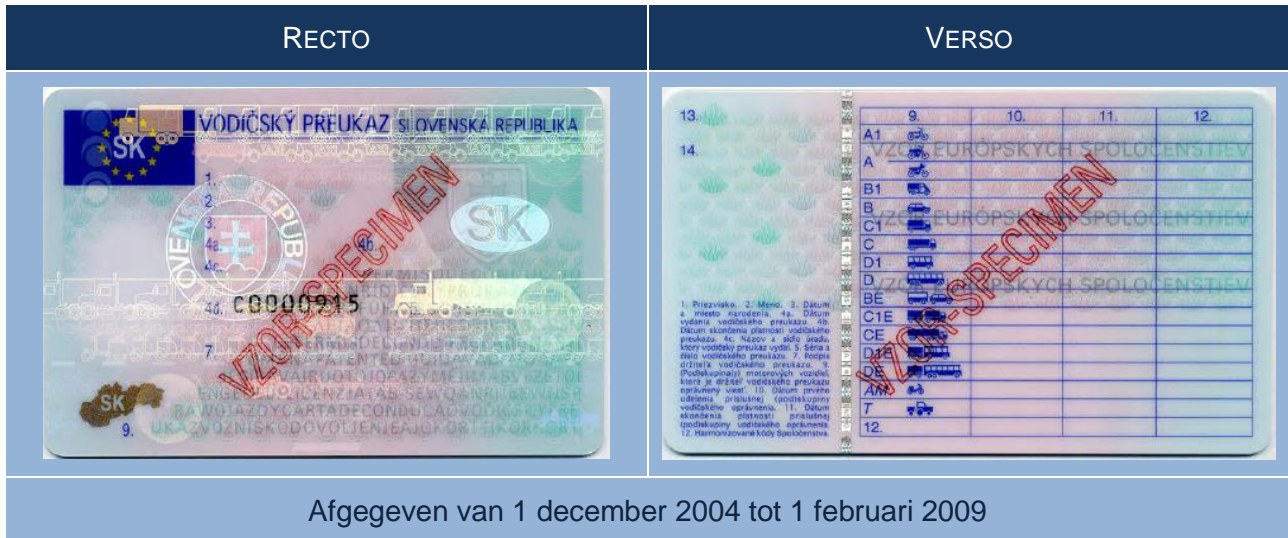 RECTO
VERSO
VODIČSKÝ PREUKAZ SLOVENSKÁ REPUBLIKA
SK
1.
2.
3.
4a.
4b.
4c.
SK
VZOR-SPECIMEN
4d. C0000915
7.
SK
9.
13.
14.
9. 10. 11. 12.
A1
A
B1
B
C1
C
D1
D
BE
C1E
CE
D1E
DE
AM
T
12.
VZOR EURÓPSKYCH SPOLOČENSTIEV
VZOR EURÓPSKYCH SPOLOČENSTIEV
VZOR EURÓPSKYCH SPOLOČENSTIEV
VZOR-SPECIMEN
1. Priezvisko. 2. Meno. 3. Dátum
a miesto narodenia. 4a. Dátum
vydania vodičského preukazu. 4b.
Dátum skončenia platnosti vodičského
preukazu. 4c. Názov a sídlo úradu,
ktorý vodičský preukaz vydal. 5. Séria a
číslo vodičského preukazu. 7. Podpis
držiteľa vodičského preukazu. 9.
(Podskupina/y) motorových vozidiel,
ktoré je držiteľ vodičského preukazu
oprávnený viesť. 10. Dátum prvého
udelenia príslušnej (podskupiny
vodičského oprávnenia. 11. Dátum
skončenia platnosti príslušnej
(podskupiny vodičského oprávnenia.
12. Harmonizované kódy Spoločenstva.
Afgegeven van 1 december 2004 tot 1 februari 2009